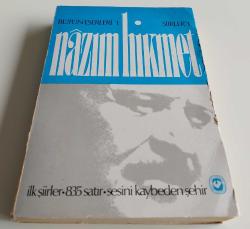 BÜTÜN ESERLERİ: 1 ŞİİRLER: 1
nâzım hikmet
ilk şiirler • 835 satır • sesini kaybeden şehir